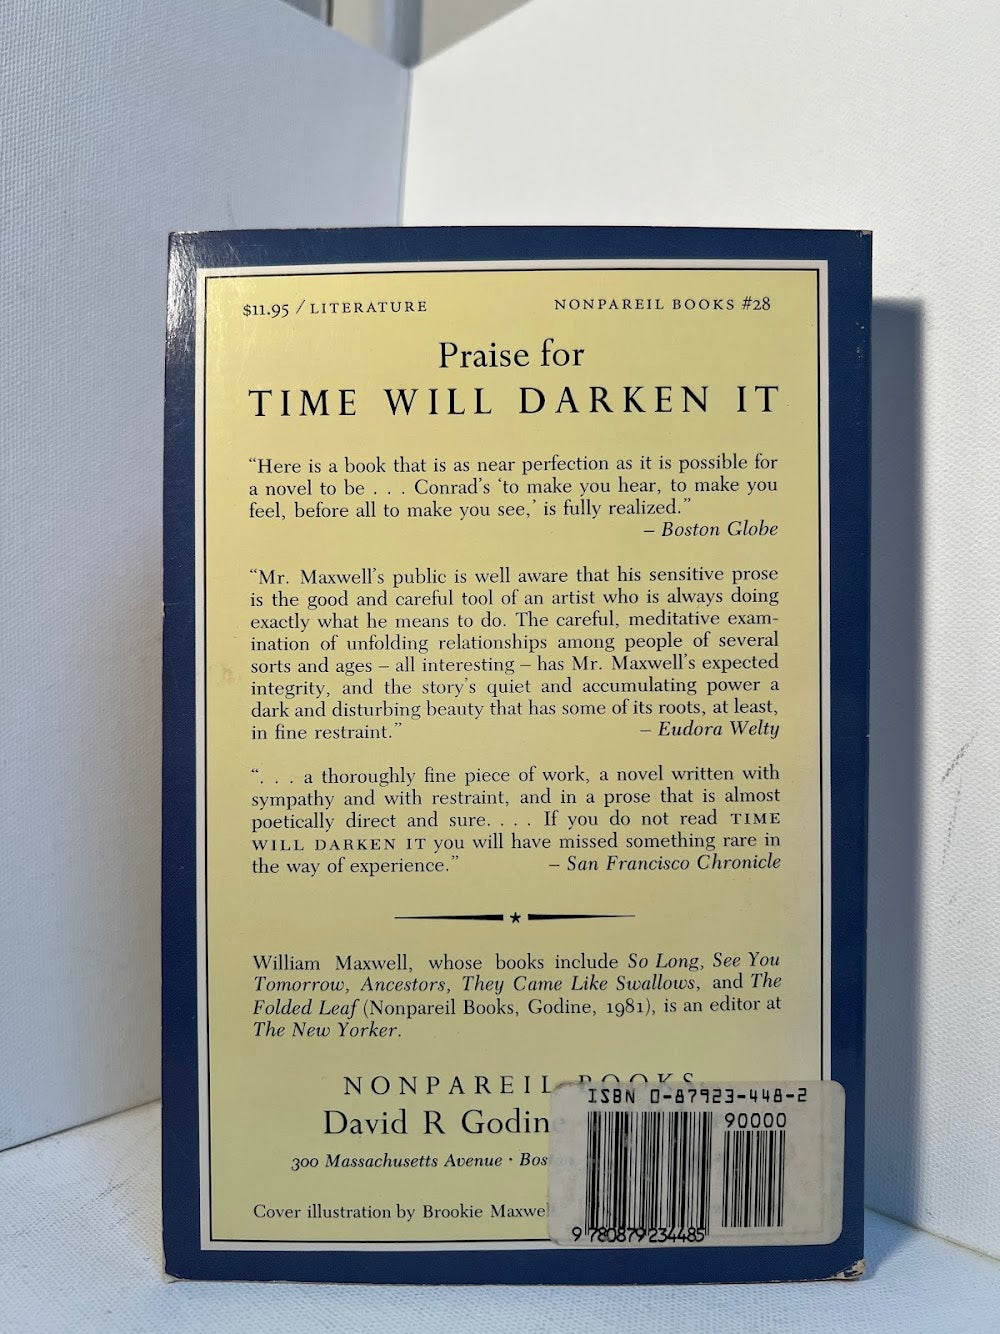 $11.95 / LITERATURE NONPAREIL BOOKS #28
Praise for
TIME WILL DARKEN IT
“Here is a book that is as near perfection as it is possible for
a novel to be . . . Conrad’s ‘to make you hear, to make you
feel, before all to make you see,’ is fully realized.”
– Boston Globe
“Mr. Maxwell’s public is well aware that his sensitive prose
is the good and careful tool of an artist who is always doing
exactly what he means to do. The careful, meditative exam-
ination of unfolding relationships among people of several
sorts and ages – all interesting – has Mr. Maxwell’s expected
integrity, and the story’s quiet and accumulating power a
dark and disturbing beauty that has some of its roots, at least,
in fine restraint.” – Eudora Welty
“. . . a thoroughly fine piece of work, a novel written with
sympathy and with restraint, and in a prose that is almost
poetically direct and sure. . . . If you do not read TIME
WILL DARKEN IT you will have missed something rare in
the way of experience.” – San Francisco Chronicle
William Maxwell, whose books include So Long, See You
Tomorrow, Ancestors, They Came Like Swallows, and The
Folded Leaf (Nonpareil Books, Godine, 1981), is an editor at
The New Yorker.
NONPAREIL BOOKS
David R Godine
300 Massachusetts Avenue ·
Cover illustration by Brookie Maxwell
ISBN 0-87923-448-2
90000
9 780879 234485